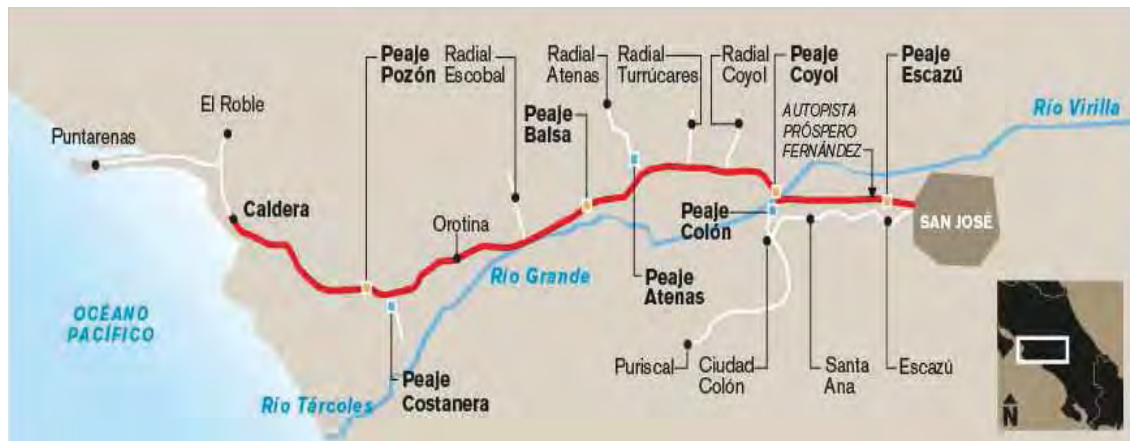 Peaje
Pozón
Radial
Escobal
Radial
Atenas
Radial
Turrúcares
Radial
Coyol
Peaje
Coyol
Peaje
Escazú
El Roble
Puntarenas
Peaje
Balsa
AUTOPISTA
PRÓSPERO
FERNÁNDEZ
Río Virilla
Caldera
Orotina
Peaje
Colón
SAN JOSÉ
Río Grande
Peaje
Atenas
OCÉANO
PACÍFICO
Puriscal
Ciudad
Colón
Santa
Ana
Escazú
Peaje
Costanera
Río Tárcoles
N